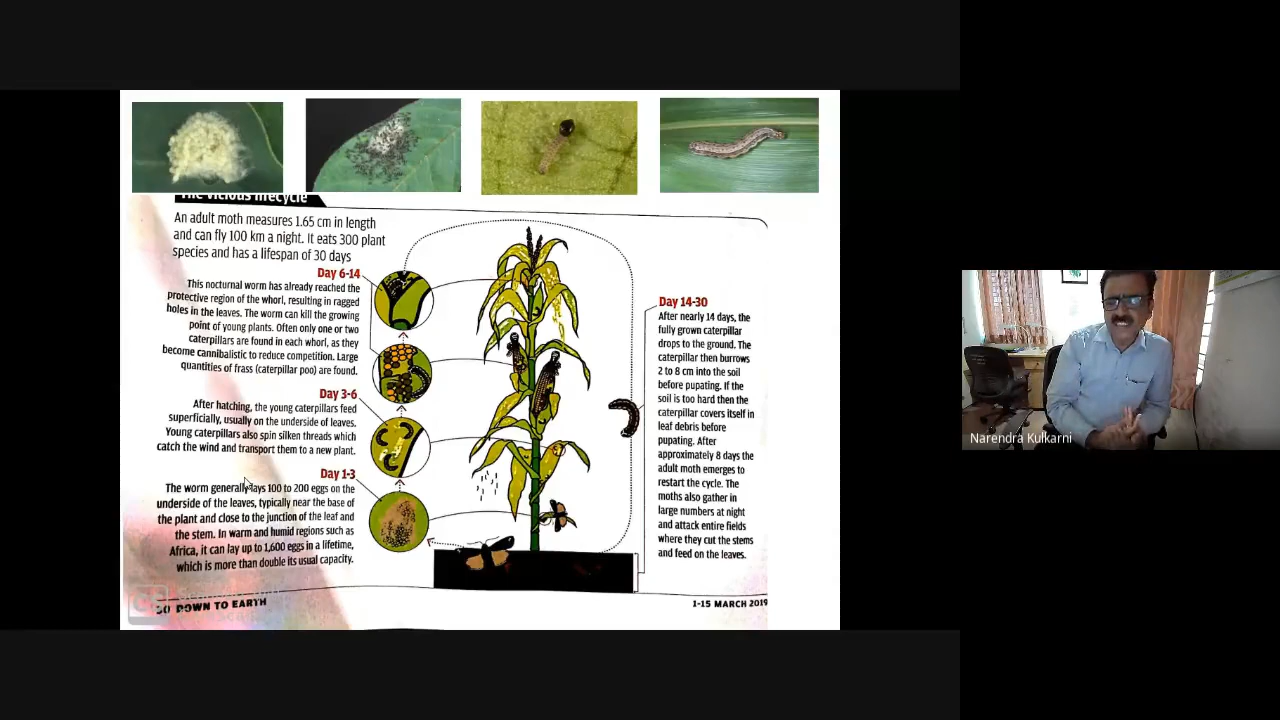 The vicious lifecycle
An adult moth measures 1.65 cm in length
and can fly 100 km a night. It eats 300 plant
species and has a lifespan of 30 days
Day 6-14
This nocturnal worm has already reached the
protective region of the whorl, resulting in ragged
holes in the leaves. The worm can kill the growing
point of young plants. Often only one or two
caterpillars are found in each whorl, as they
become cannibalistic to reduce competition. Large
quantities of frass (caterpillar poo) are found.
Day 3-6
After hatching, the young caterpillars feed
superficially, usually on the underside of leaves.
Young caterpillars also spin silken threads which
catch the wind and transport them to a new plant.
Day 1-3
The worm generally lays 100 to 200 eggs on the
underside of the leaves, typically near the base of
the plant and close to the junction of the leaf and
the stem. In warm and humid regions such as
Africa, it can lay up to 1,600 eggs in a lifetime,
which is more than double its usual capacity.
Day 14-30
After nearly 14 days, the
fully grown caterpillar
drops to the ground. The
caterpillar then burrows
2 to 8 cm into the soil
before pupating. If the
soil is too hard then the
caterpillar covers itself in
leaf debris before
pupating. After
approximately 8 days the
adult moth emerges to
restart the cycle. The
moths also gather in
large numbers at night
and attack entire fields
where they cut the stems
and feed on the leaves.
CS
30 DOWN TO EARTH
1-15 MARCH 2019
Narendra Kulkarni